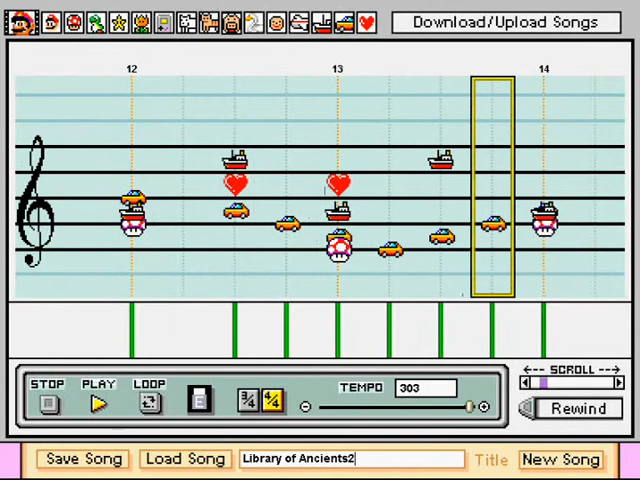 Download/Upload Songs
12 13 14
STOP PLAY LOOP
3/4 4/4
TEMPO 303
<-- SCROLL -->
Rewind
Save Song Load Song Library of Ancients2 Title New Song